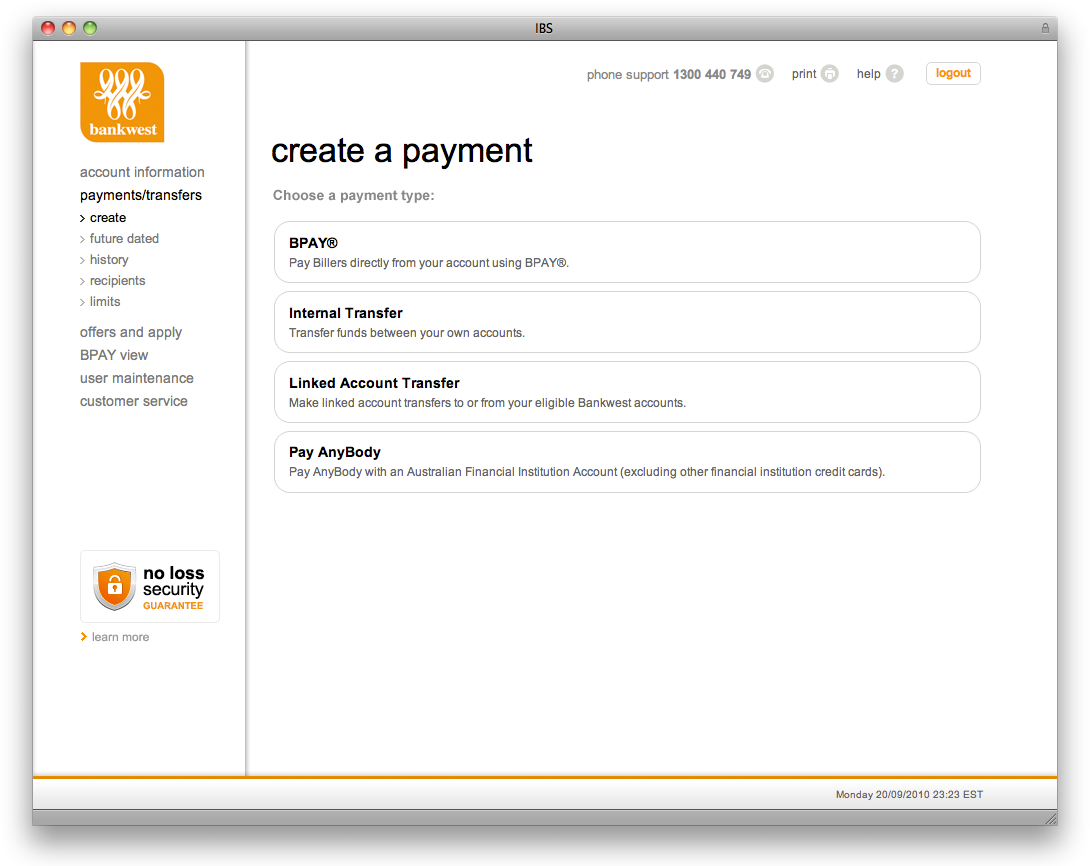 IBS
bankwest
phone support 1300 440 749
print
help ?
logout
account information
payments/transfers
> create
> future dated
> history
> recipients
> limits
offers and apply
BPAY view
user maintenance
customer service
no loss
security
GUARANTEE
> learn more
create a payment
Choose a payment type:
BPAY®
Pay Billers directly from your account using BPAY®.
Internal Transfer
Transfer funds between your own accounts.
Linked Account Transfer
Make linked account transfers to or from your eligible Bankwest accounts.
Pay AnyBody
Pay AnyBody with an Australian Financial Institution Account (excluding other financial institution credit cards).
Monday 20/09/2010 23:23 EST